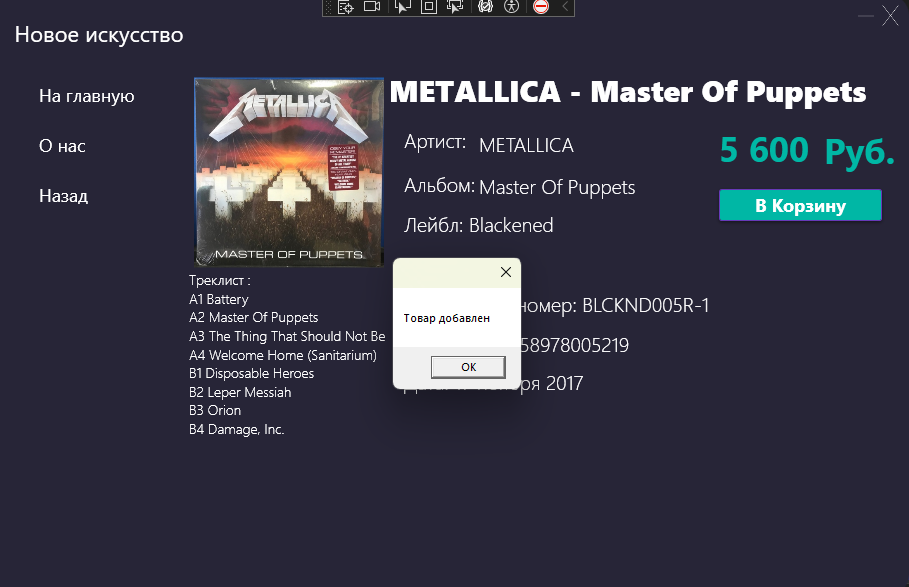 Новое искусство
На главную
О нас
Назад
METALLICA
MASTER OF PUPPETS
METALLICA - Master Of Puppets
Артист: METALLICA
Альбом: Master Of Puppets
Лейбл: Blackened
5 600 Руб.
В Корзину
номер: BLCKND005R-1
58978005219
ря 2017
Товар добавлен
OK
Треклист :
A1 Battery
A2 Master Of Puppets
A3 The Thing That Should Not Be
A4 Welcome Home (Sanitarium)
B1 Disposable Heroes
B2 Leper Messiah
B3 Orion
B4 Damage, Inc.